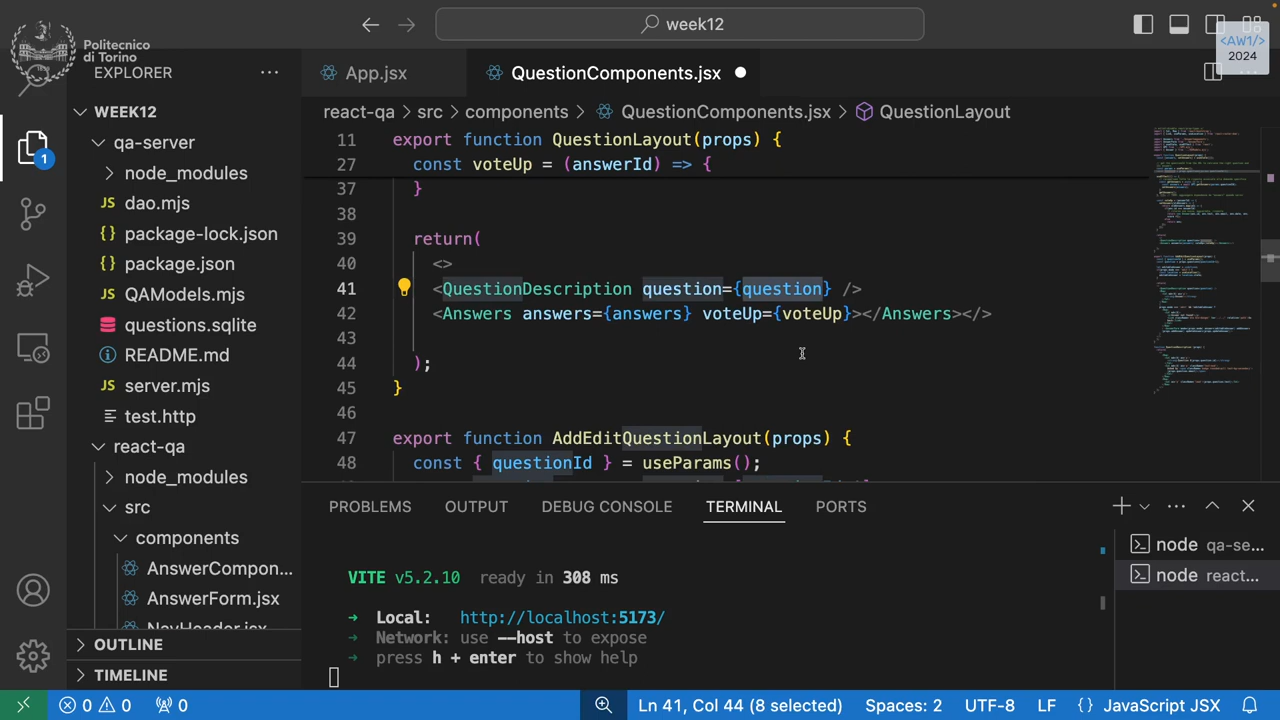 week12
Politecnico
di Torino
<AW1/>
2024
EXPLORER
App.jsx
QuestionComponents.jsx
react-qa > src > components > QuestionComponents.jsx > QuestionLayout
WEEK12
qa-server
node_modules
dao.mjs
package-lock.json
package.json
QAModels.mjs
questions.sqlite
README.md
server.mjs
test.http
react-qa
node_modules
src
components
AnswerCompon...
AnswerForm.jsx
NavHeader.jsx
OUTLINE
TIMELINE
1
11 export function QuestionLayout(props) {
27 const voteUp = (answerId) => {
37 }
38
39 return(
40 <>
41 <QuestionDescription question={question} />
42 <Answers answers={answers} voteUp={voteUp}></Answers></>
43
44 );
45 }
46
47 export function AddEditQuestionLayout(props) {
48 const { questionId } = useParams();
PROBLEMS OUTPUT DEBUG CONSOLE TERMINAL PORTS
VITE v5.2.10 ready in 308 ms
➜ Local: http://localhost:5173/
➜ Network: use --host to expose
➜ press h + enter to show help
node qa-se...
node react...
0 0 0 Ln 41, Col 44 (8 selected) Spaces: 2 UTF-8 LF {} JavaScript JSX